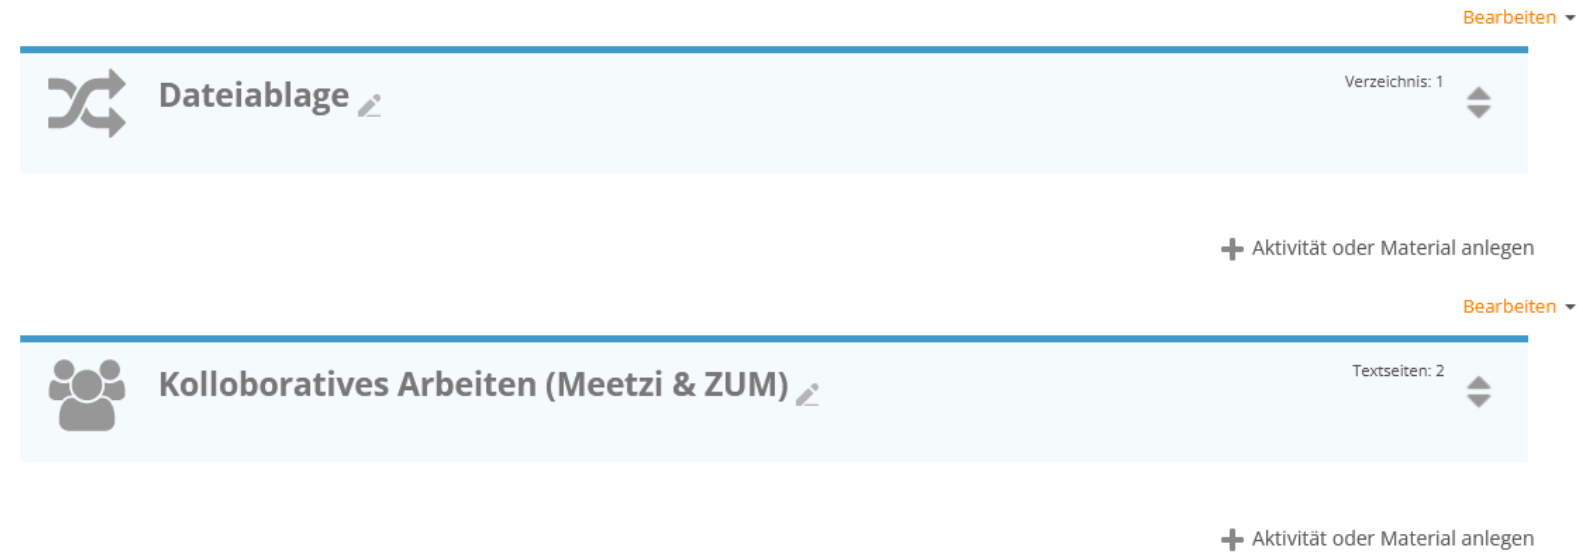 Bearbeiten
Dateiablage
Verzeichnis: 1
Aktivität oder Material anlegen
Bearbeiten
Kolloboratives Arbeiten (Meetzi & ZUM)
Textseiten: 2
Aktivität oder Material anlegen